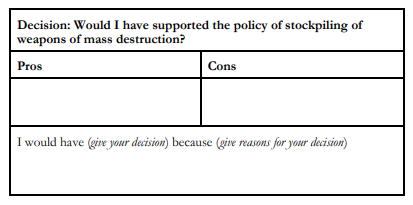 Decision: Would I have supported the policy of stockpiling of
weapons of mass destruction?
Pros
Cons
I would have (give your decision) because (give reasons for your decision)